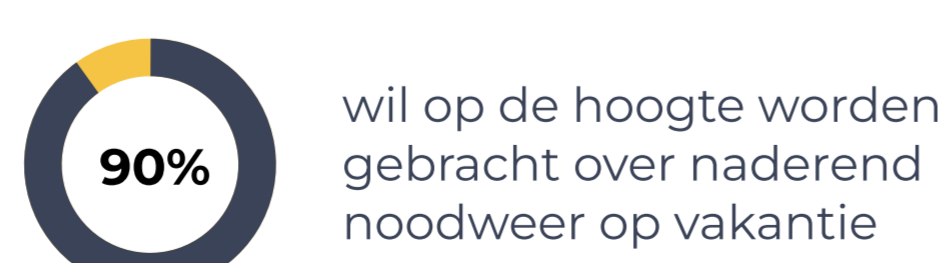 90%
wil op de hoogte worden
gebracht over naderend
noodweer op vakantie